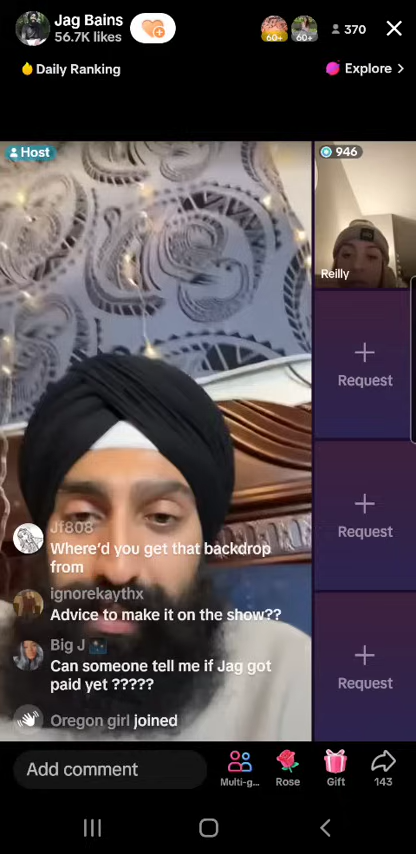 Jag Bains
56.7K likes
60+
60+
370
Daily Ranking
Explore >
Host
946
Reilly
Request
Request
Request
Request
Jf808
Where'd you get that backdrop
from
ignorekaythx
Advice to make it on the show??
Big J
Can someone tell me if Jag got
paid yet ?????
Oregon girl joined
Add comment
Multi-g...
Rose
Gift
143